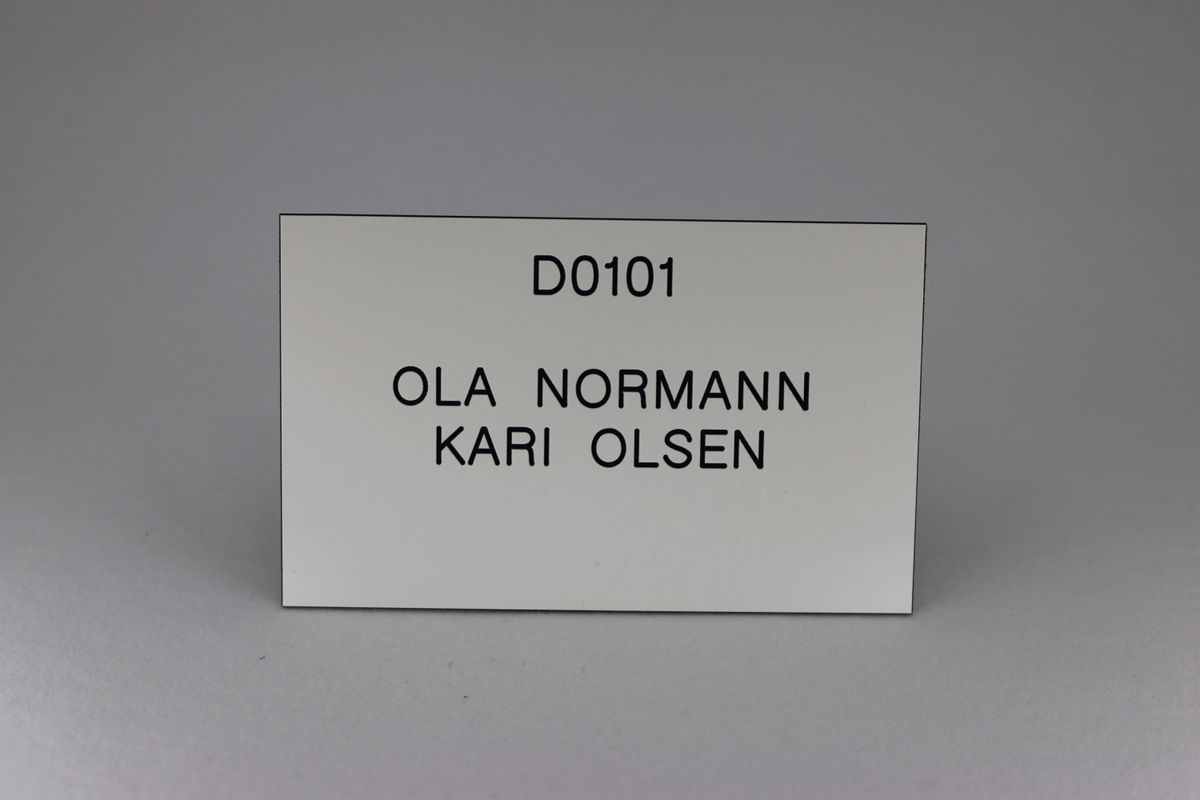 D0101
OLA NORMANN
KARI OLSEN